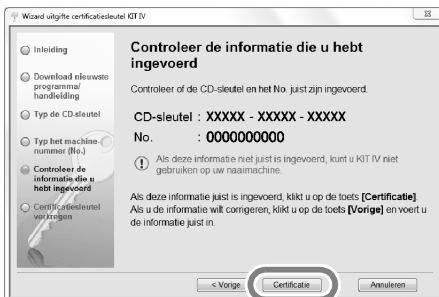 Wizard uitgifte certificatiesleutel KIT IV
Inleiding
Download nieuwste
programma/
handleiding
Typ de CD-sleutel
Typ het machine-
nummer (No.)
Controleer de
informatie die u
hebt ingevoerd
Certificatiesleutel
verkregen
Controleer de informatie die u hebt
ingevoerd
Controleer of de CD-sleutel en het No. juist zijn ingevoerd.
CD-sleutel : XXXXX - XXXXX - XXXXX
No. : 0000000000
Als deze informatie niet juist is ingevoerd, kunt u KIT IV niet
gebruiken op uw naaimachine.
Als deze informatie juist is ingevoerd, klikt u op de toets [Certificatie].
Als u de informatie wilt corrigeren, klikt u op de toets [Vorige] en voert u
de informatie juist in.
< Vorige Certificatie Annuleren